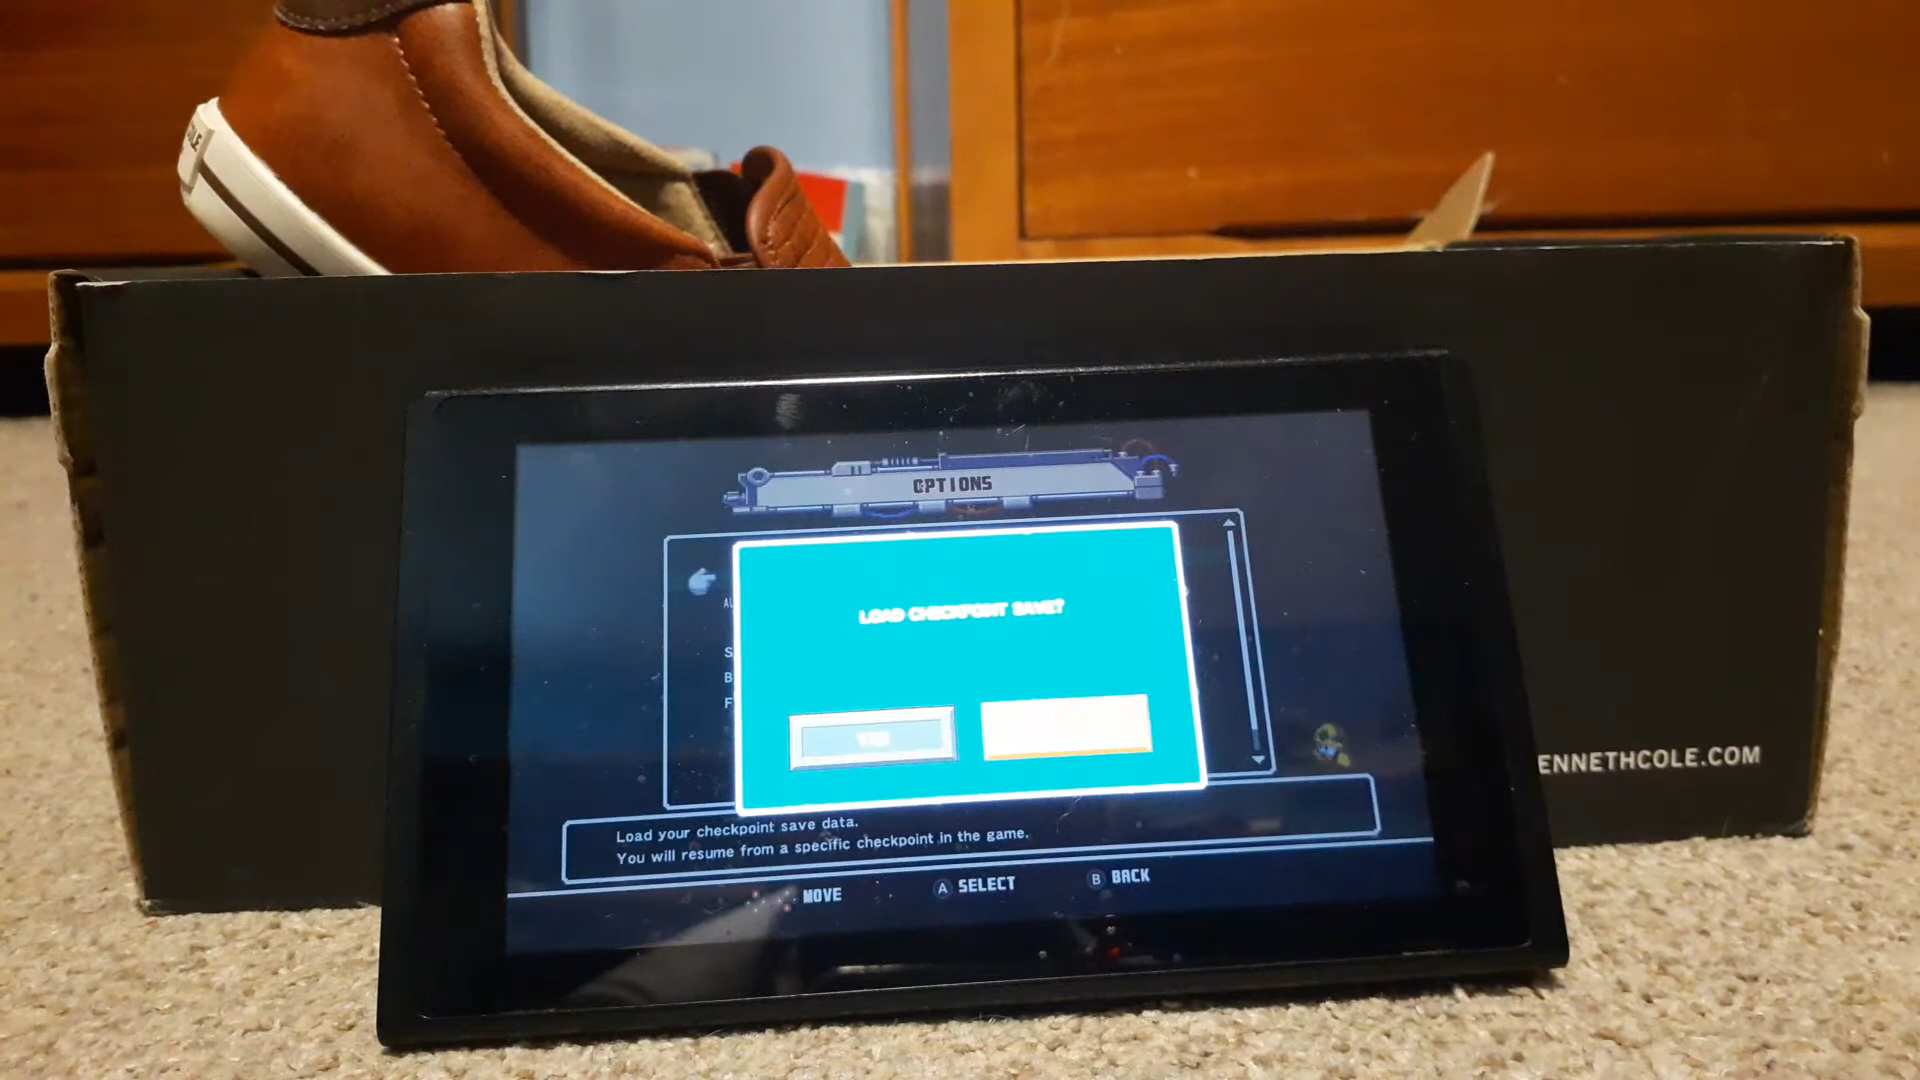 OPTIONS
LOAD CHECKPOINT SAVE?
YES
Load your checkpoint save data.
You will resume from a specific checkpoint in the game.
MOVE
A SELECT
B BACK
ENNETHCOLE.COM